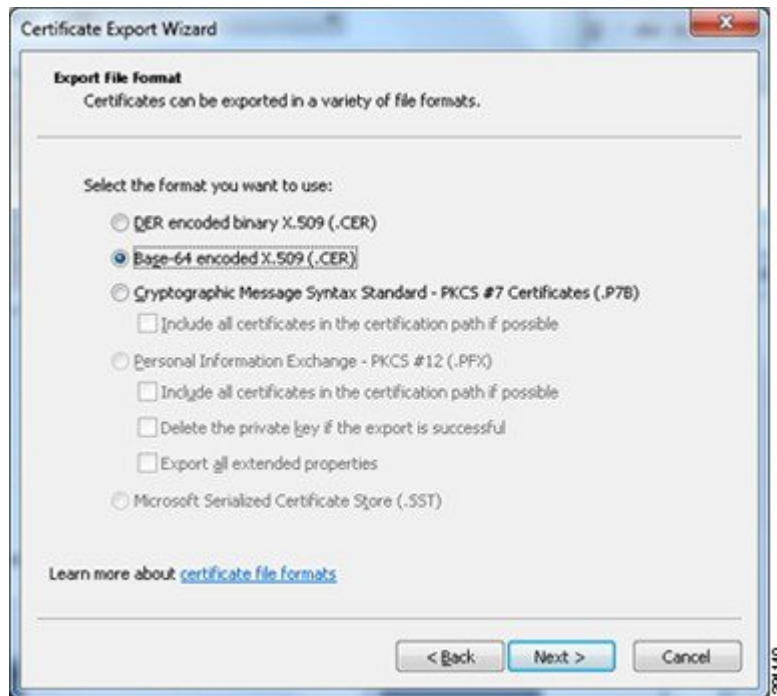 Certificate Export Wizard
Export File Format
Certificates can be exported in a variety of file formats.
Select the format you want to use:
DER encoded binary X.509 (.CER)
Base-64 encoded X.509 (.CER)
Cryptographic Message Syntax Standard - PKCS #7 Certificates (.P7B)
Include all certificates in the certification path if possible
Personal Information Exchange - PKCS #12 (.PFX)
Include all certificates in the certification path if possible
Delete the private key if the export is successful
Export all extended properties
Microsoft Serialized Certificate Store (.SST)
Learn more about certificate file formats
< Back
Next >
Cancel